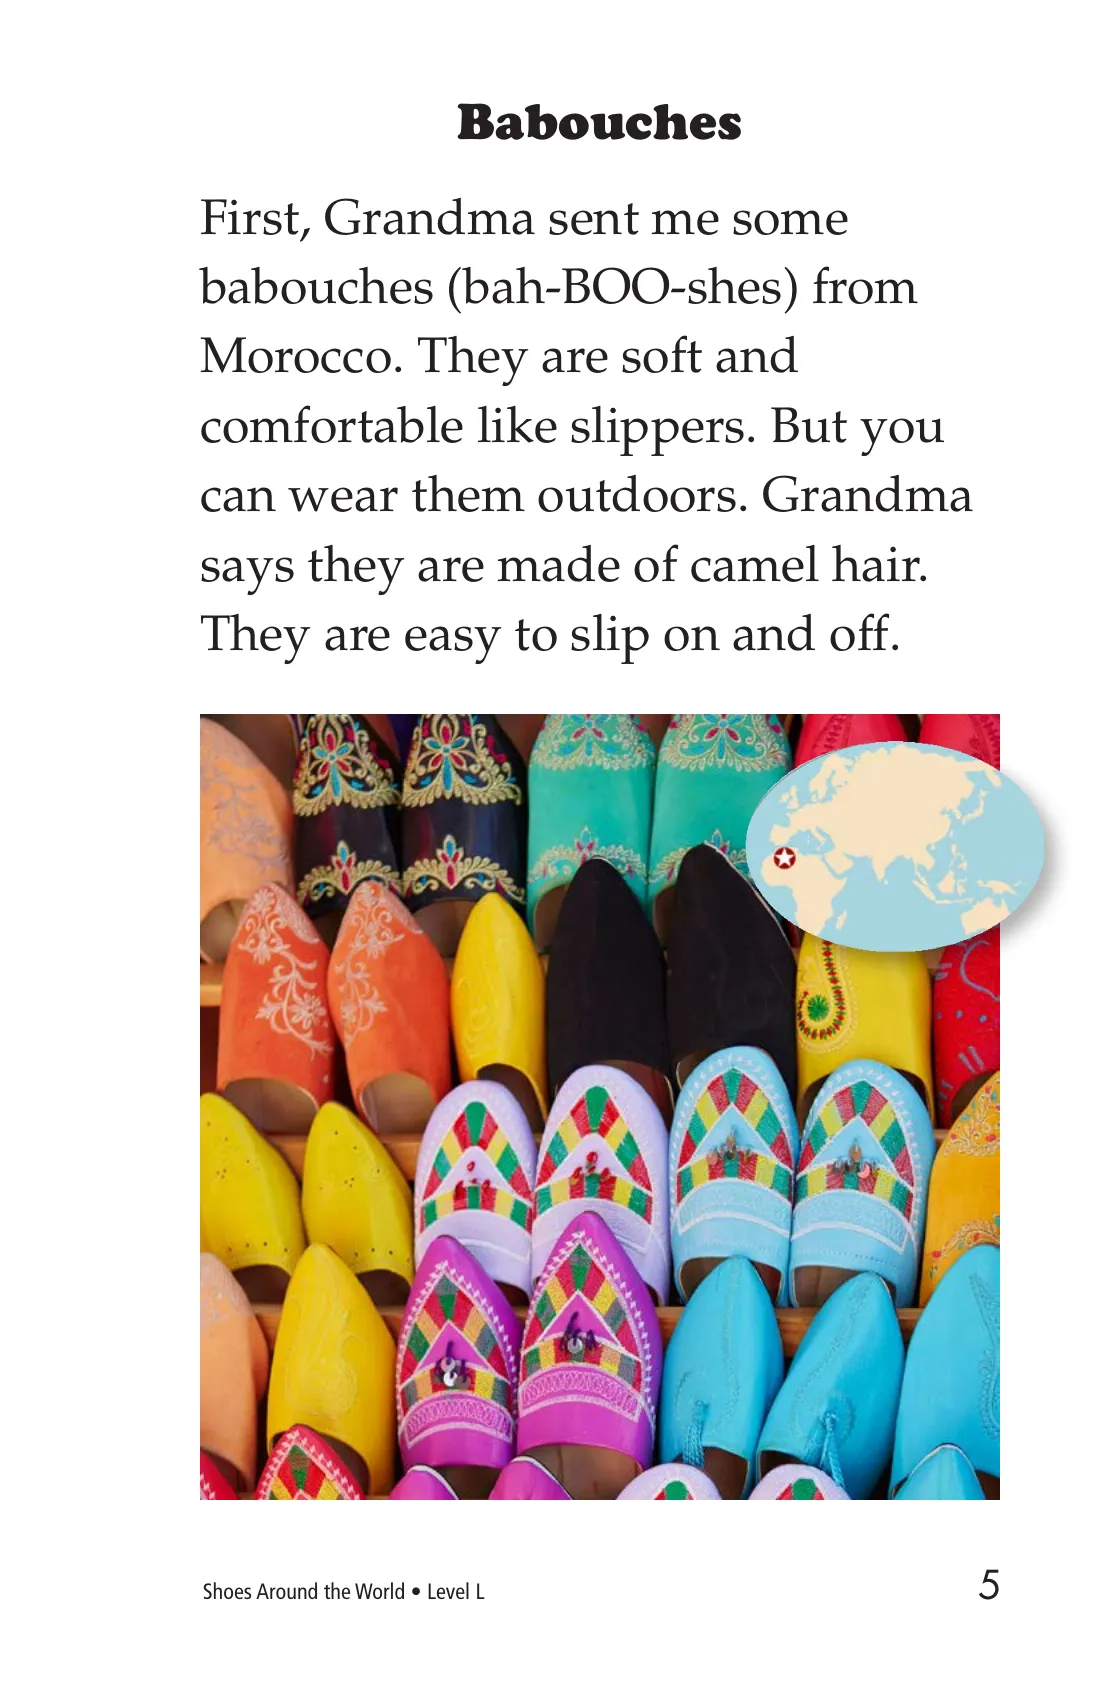 Babouches
First, Grandma sent me some
babouches (bah-BOO-shes) from
Morocco. They are soft and
comfortable like slippers. But you
can wear them outdoors. Grandma
says they are made of camel hair.
They are easy to slip on and off.
Shoes Around the World • Level L
5